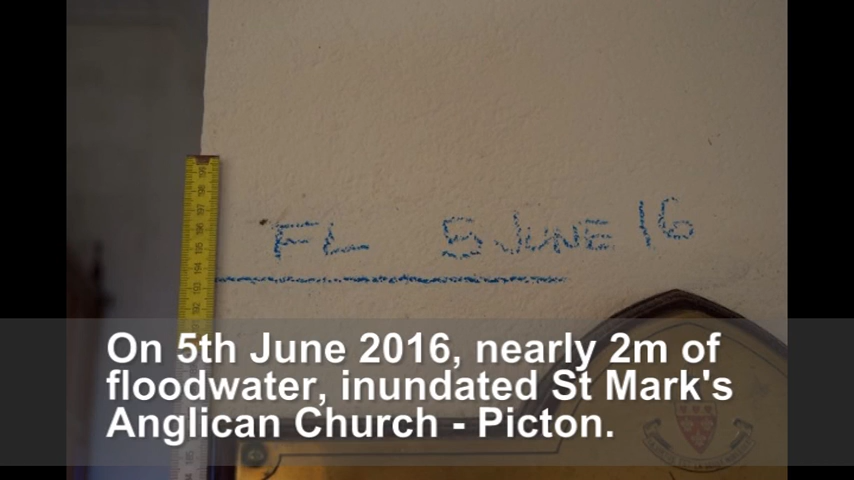 FL 5 JUNE 16
On 5th June 2016, nearly 2m of
floodwater, inundated St Mark's
Anglican Church - Picton.